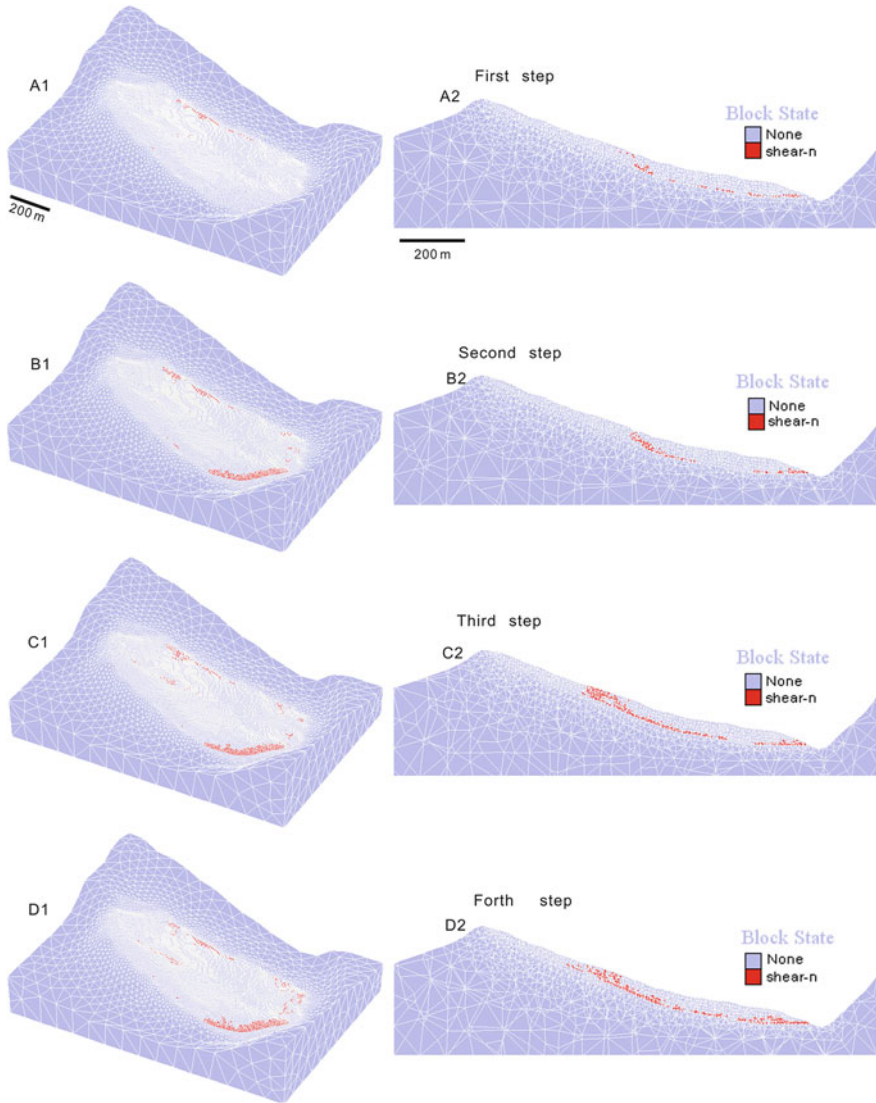 First step
A1
A2
Block State
None
shear-n
200 m
200 m
Second step
B1
B2
Block State
None
shear-n
Third step
C1
C2
Block State
None
shear-n
Forth step
D1
D2
Block State
None
shear-n